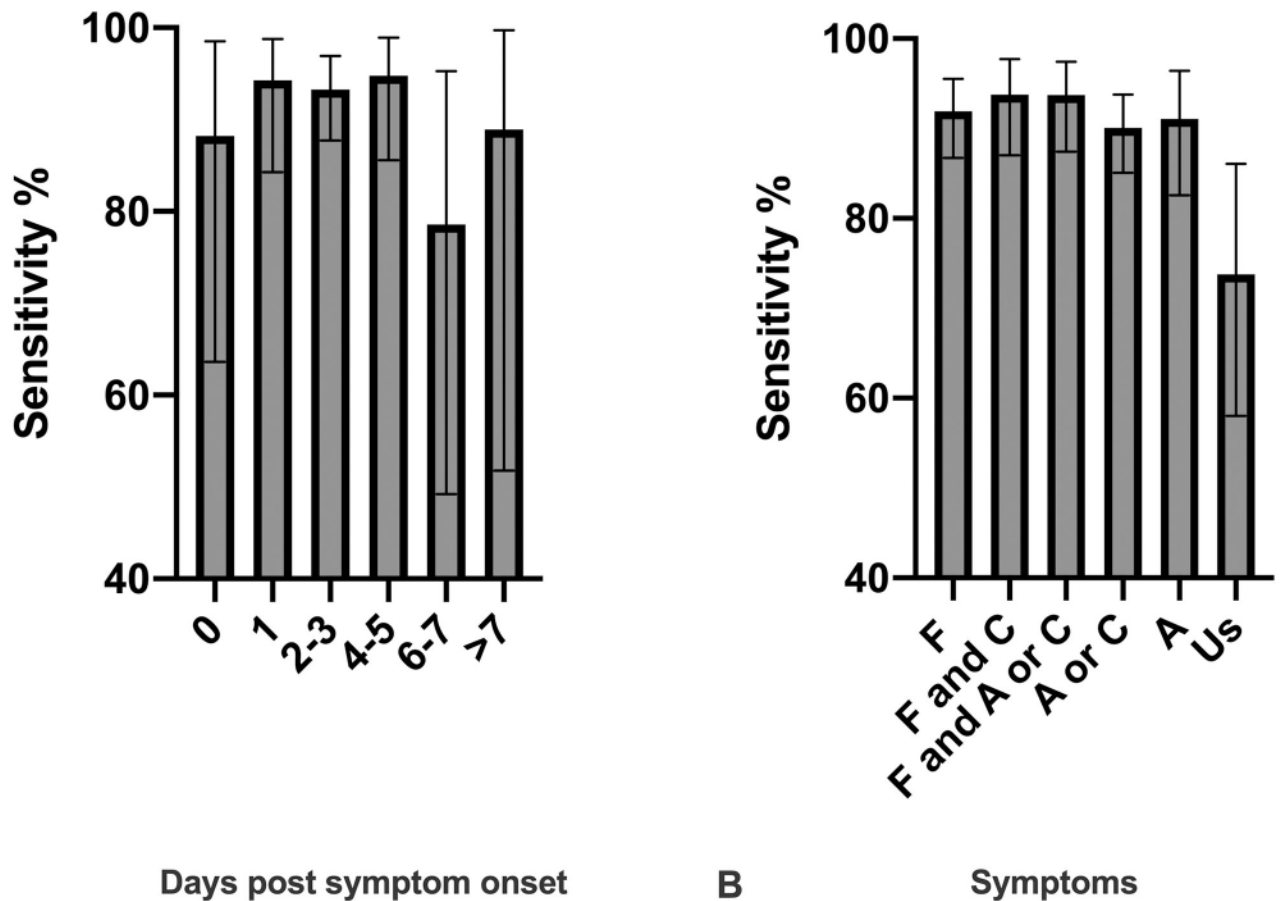 Sensitivity %
100
80
60
40
0
1
2-3
4-5
6-7
>7
Days post symptom onset
B
Sensitivity %
100
80
60
40
F
F and C
F and A or C
A or C
A
Us
Symptoms